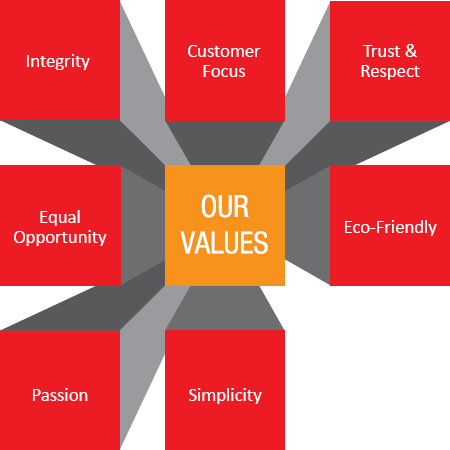 Integrity
Customer
Focus
Trust &
Respect
Equal
Opportunity
OUR
VALUES
Eco-Friendly
Passion
Simplicity